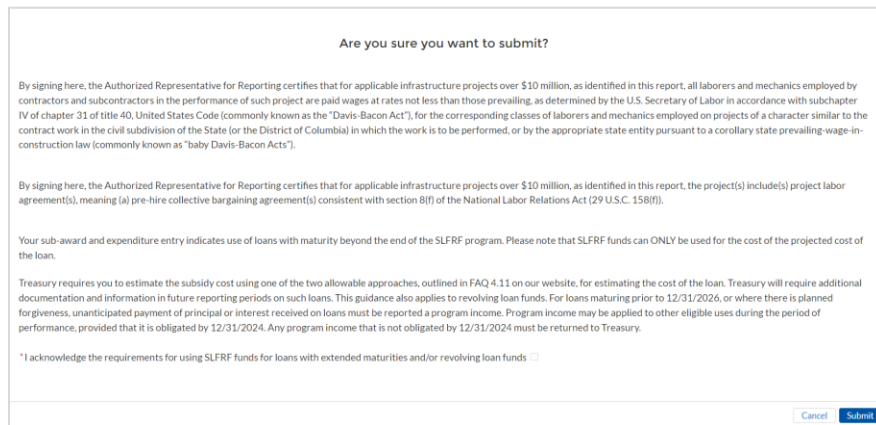 Are you sure you want to submit?
By signing here, the Authorized Representative for Reporting certifies that for applicable infrastructure projects over $10 million, as identified in this report, all laborers and mechanics employed by
contractors and subcontractors in the performance of such project are paid wages at rates not less than those prevailing, as determined by the U.S. Secretary of Labor in accordance with subchapter
IV of chapter 31 of title 40, United States Code (commonly known as the "Davis-Bacon Act"), for the corresponding classes of laborers and mechanics employed on projects of a character similar to the
contract work in the civil subdivision of the State (or the District of Columbia) in which the work is to be performed, or by the appropriate state entity pursuant to a corollary state prevailing-wage-in-
construction law (commonly known as "baby Davis-Bacon Acts").
By signing here, the Authorized Representative for Reporting certifies that for applicable infrastructure projects over $10 million, as identified in this report, the project(s) include(s) project labor
agreement(s), meaning (a) pre-hire collective bargaining agreement(s) consistent with section 8(f) of the National Labor Relations Act (29 U.S.C. 158(f)).
Your sub-award and expenditure entry indicates use of loans with maturity beyond the end of the SLFRF program. Please note that SLFRF funds can ONLY be used for the cost of the projected cost of
the loan.
Treasury requires you to estimate the subsidy cost using one of the two allowable approaches, outlined in FAQ 4.11 on our website, for estimating the cost of the loan. Treasury will require additional
documentation and information in future reporting periods on such loans. This guidance also applies to revolving loan funds. For loans maturing prior to 12/31/2026, or where there is planned
forgiveness, unanticipated payment of principal or interest received on loans must be reported a program income. Program income may be applied to other eligible uses during the period of
performance, provided that it is obligated by 12/31/2024. Any program income that is not obligated by 12/31/2024 must be returned to Treasury.
*I acknowledge the requirements for using SLFRF funds for loans with extended maturities and/or revolving loan funds
Cancel Submit